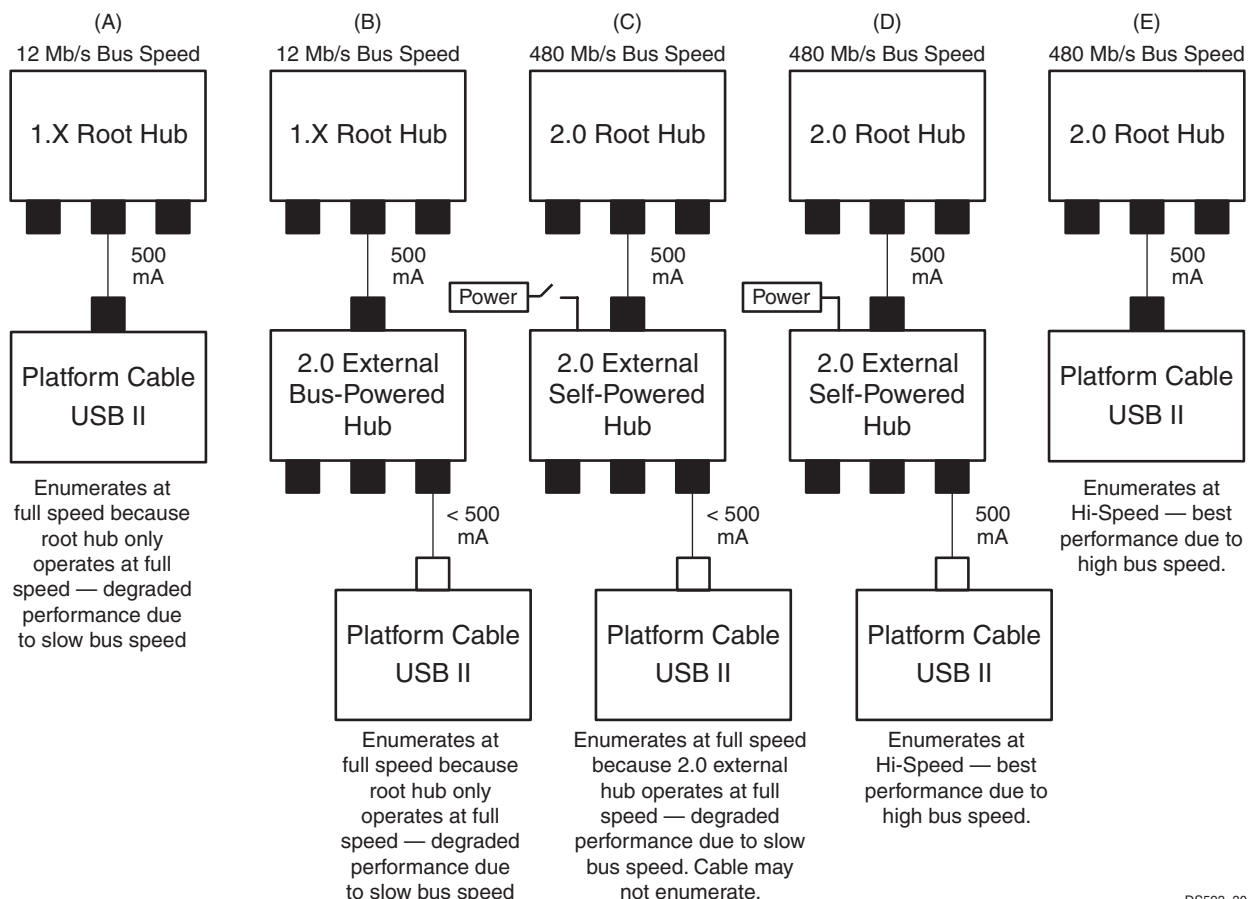 (A)
12 Mb/s Bus Speed
1.X Root Hub
500
mA
Platform Cable
USB II
Enumerates at
full speed because
root hub only
operates at full
speed — degraded
performance due
to slow bus speed
(B)
12 Mb/s Bus Speed
1.X Root Hub
500
mA
2.0 External
Bus-Powered
Hub
< 500
mA
Platform Cable
USB II
Enumerates at
full speed because
root hub only
operates at full
speed — degraded
performance due
to slow bus speed
(C)
480 Mb/s Bus Speed
2.0 Root Hub
500
mA
Power
2.0 External
Self-Powered
Hub
< 500
mA
Platform Cable
USB II
Enumerates at full speed
because 2.0 external
hub operates at full
speed — degraded
performance due to slow
bus speed. Cable may
not enumerate.
(D)
480 Mb/s Bus Speed
2.0 Root Hub
500
mA
Power
2.0 External
Self-Powered
Hub
500
mA
Platform Cable
USB II
Enumerates at
Hi-Speed — best
performance due to
high bus speed.
(E)
480 Mb/s Bus Speed
2.0 Root Hub
500
mA
Platform Cable
USB II
Enumerates at
Hi-Speed — best
performance due to
high bus speed.